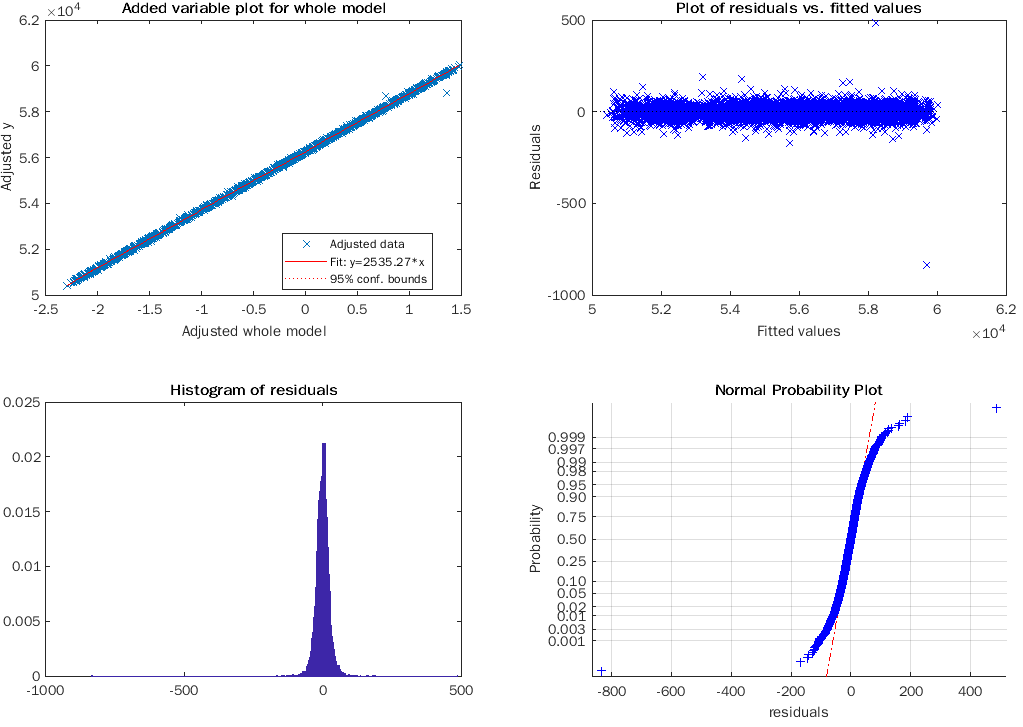 Added variable plot for whole model
×10⁴
6.2
6
5.8
5.6
5.4
5.2
5
Adjusted y
Adjusted data
Fit: y=2535.27*x
95% conf. bounds
-2.5 -2 -1.5 -1 -0.5 0 0.5 1 1.5
Adjusted whole model
Plot of residuals vs. fitted values
500
0
-500
-1000
Residuals
5 5.2 5.4 5.6 5.8 6 6.2
Fitted values
×10⁴
Histogram of residuals
0.025
0.02
0.015
0.01
0.005
0
-1000 -500 0 500
Normal Probability Plot
0.999
0.997
0.99
0.98
0.95
0.90
0.75
0.50
0.25
0.10
0.05
0.02
0.01
0.003
0.001
Probability
-800 -600 -400 -200 0 200 400
residuals